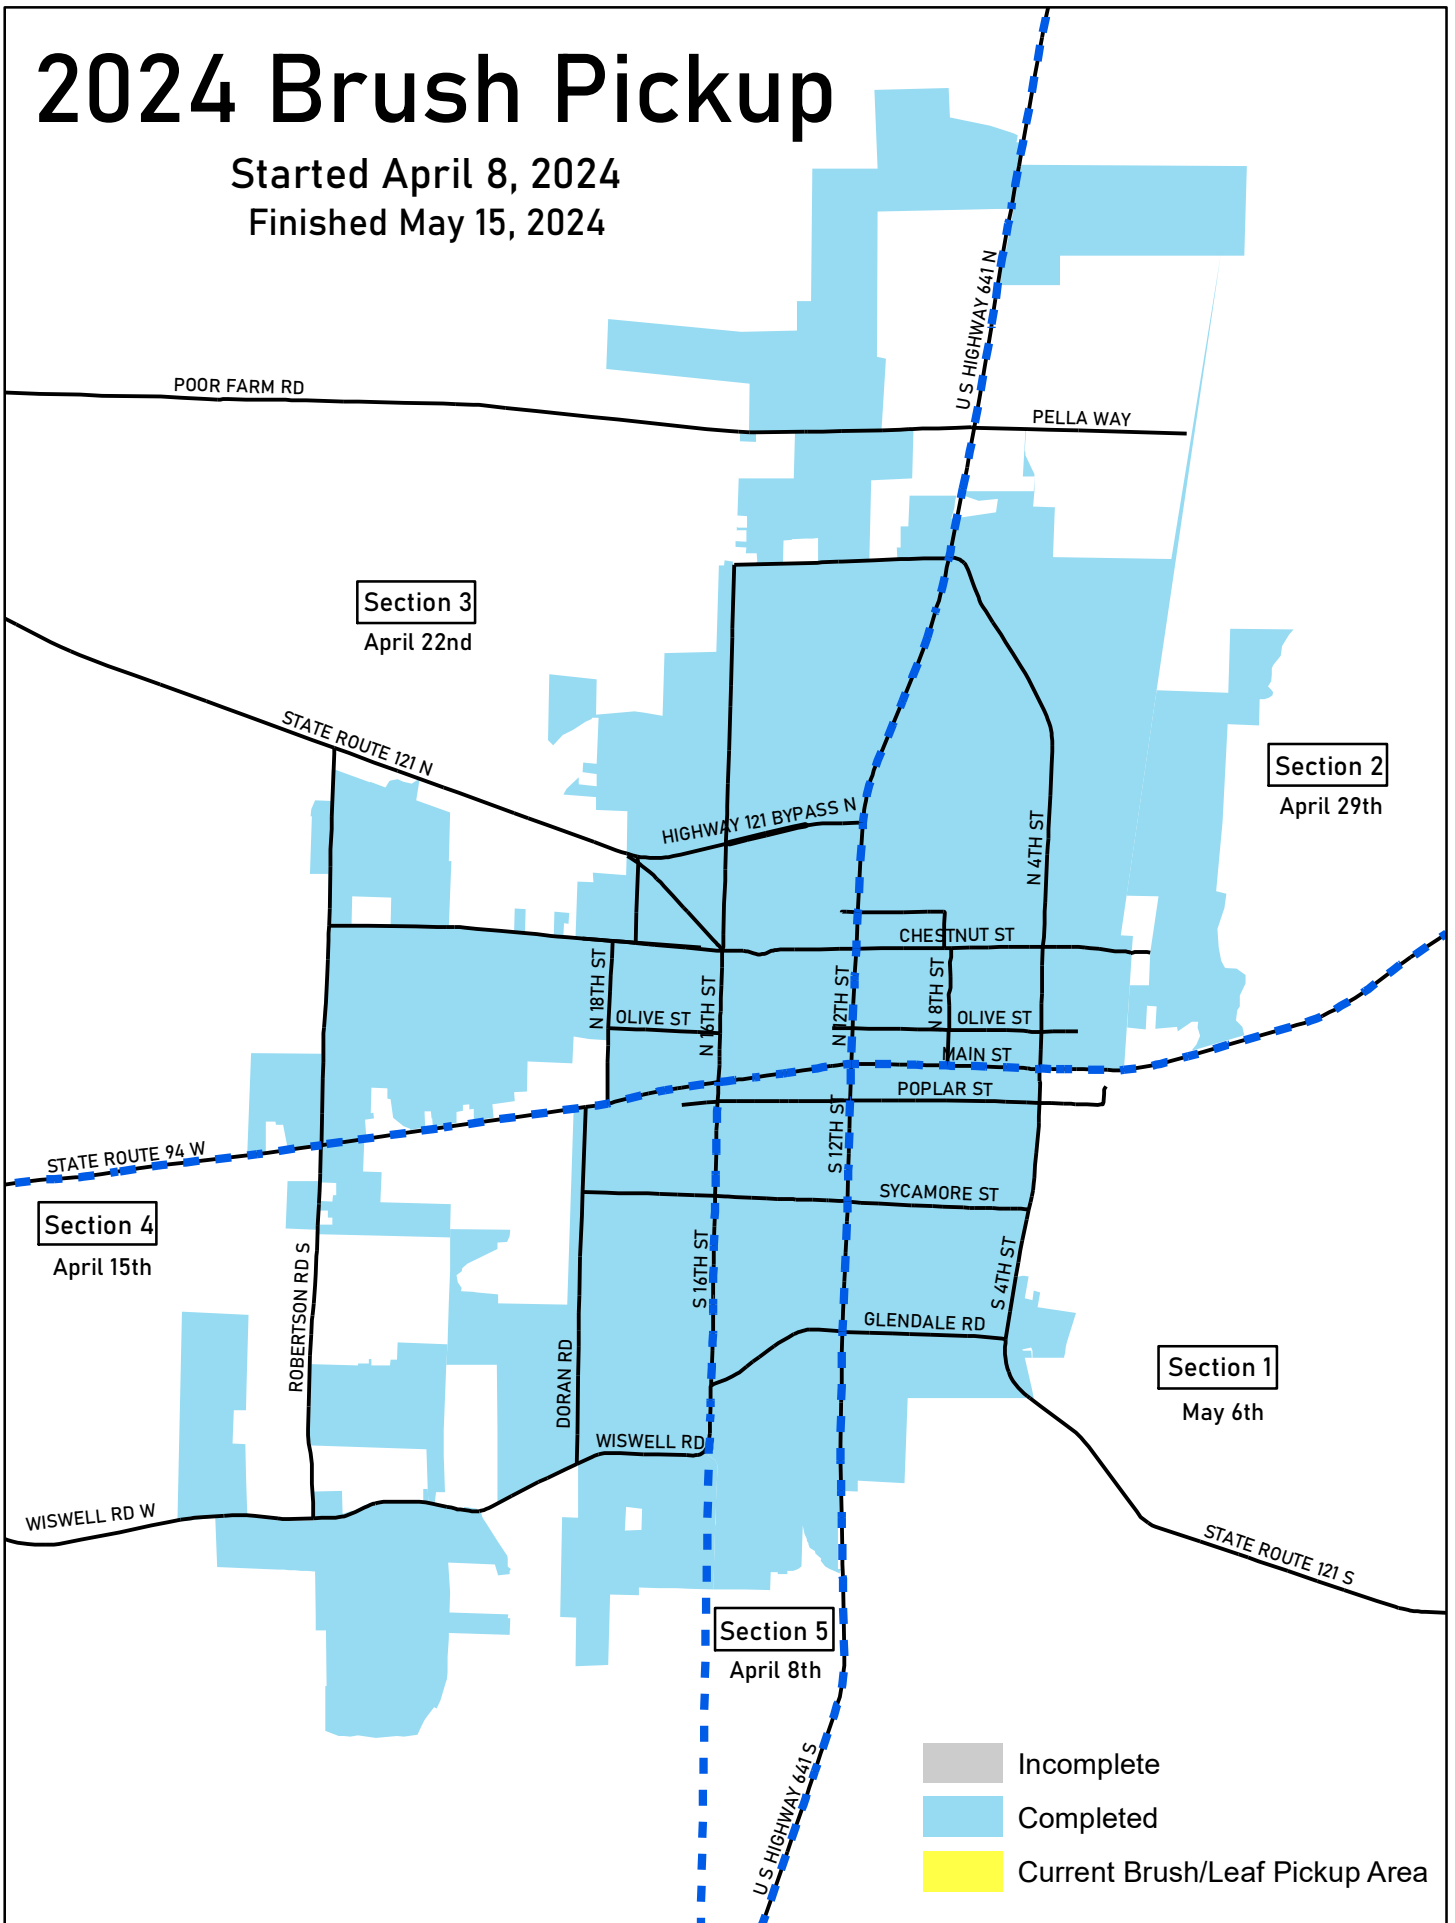 2024 Brush Pickup
Started April 8, 2024
Finished May 15, 2024
U S HIGHWAY 641 N
POOR FARM RD
PELLA WAY
Section 3
April 22nd
STATE ROUTE 121 N
Section 2
April 29th
HIGHWAY 121 BYPASS N
N 4TH ST
CHESTNUT ST
N 18TH ST
N 16TH ST
N 12TH ST
N 8TH ST
OLIVE ST
OLIVE ST
MAIN ST
POPLAR ST
S 12TH ST
STATE ROUTE 94 W
SYCAMORE ST
Section 4
April 15th
ROBERTSON RD S
S 16TH ST
S 4TH ST
GLENDALE RD
DORAN RD
Section 1
May 6th
WISWELL RD
WISWELL RD W
STATE ROUTE 121 S
Section 5
April 8th
U S HIGHWAY 641 S
Incomplete
Completed
Current Brush/Leaf Pickup Area